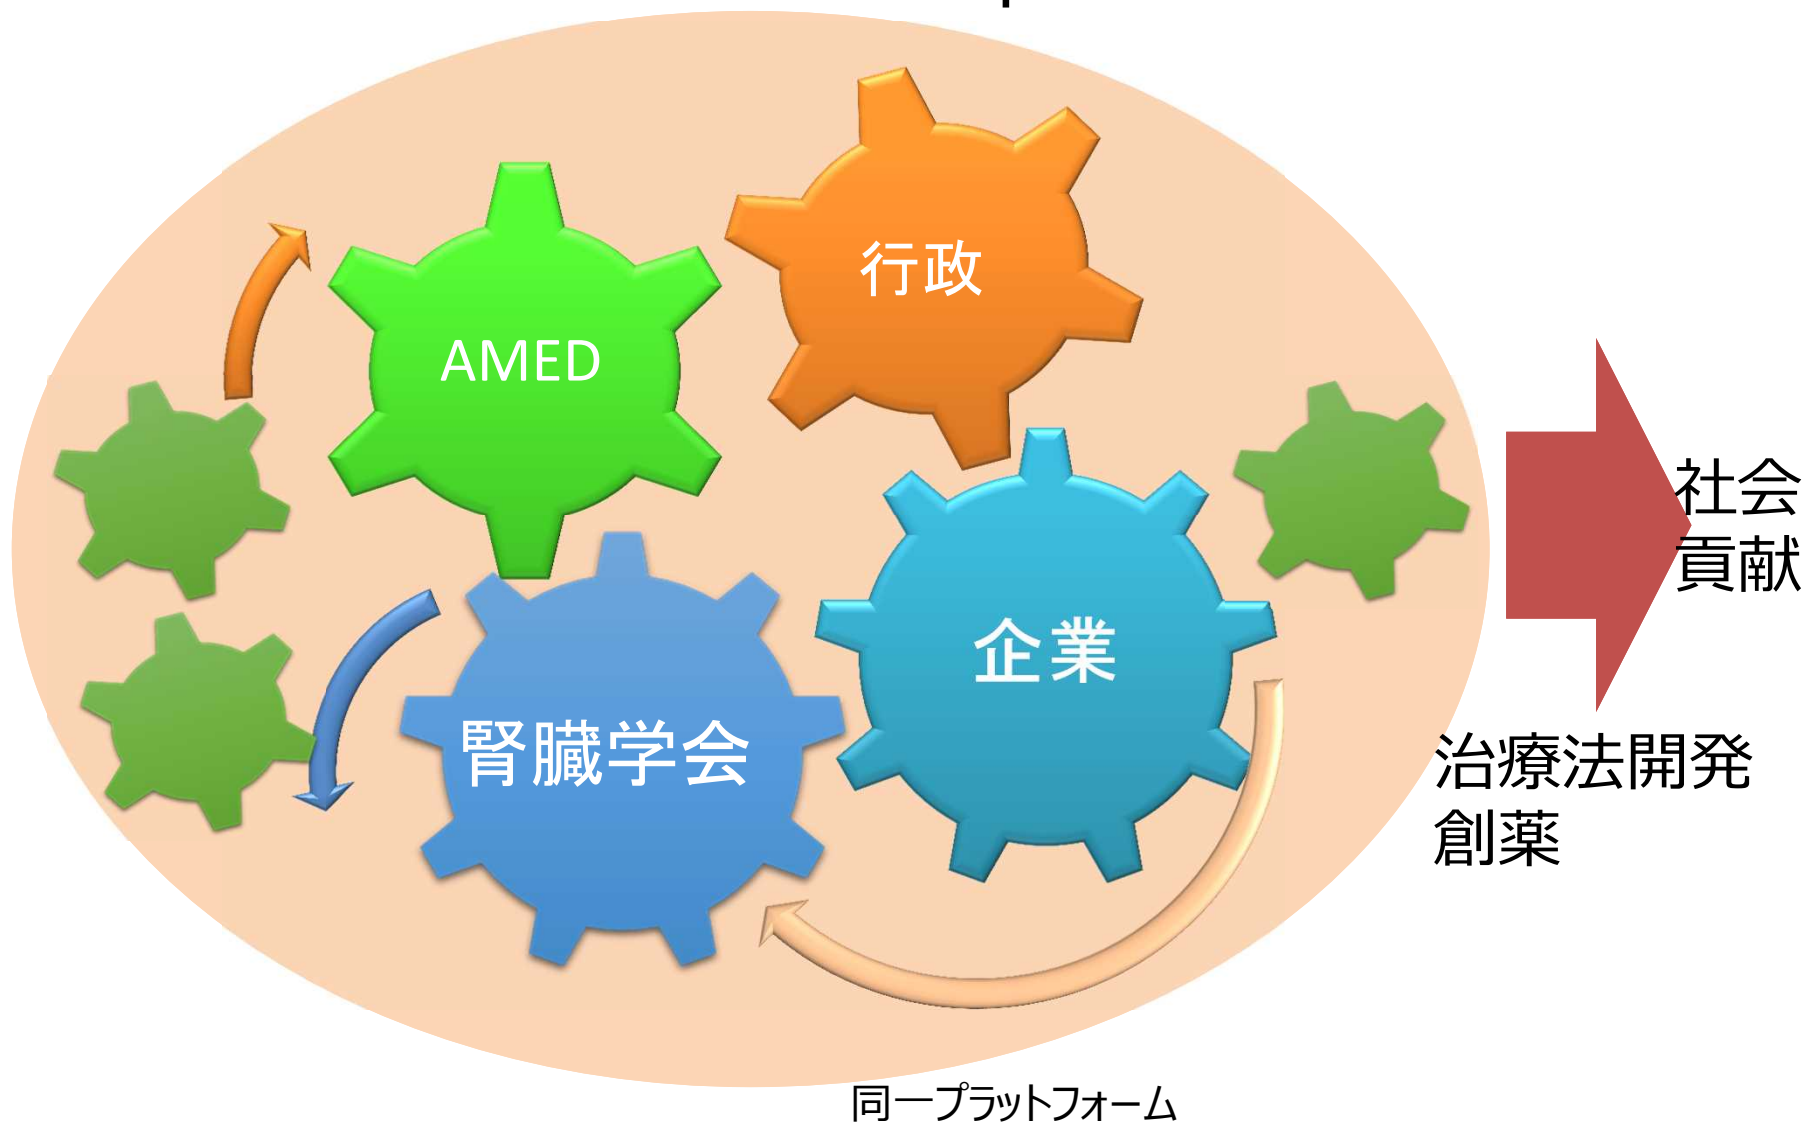 行政
AMED
企業
腎臓学会
社会
貢献
治療法開発
創薬
同一プラットフォーム